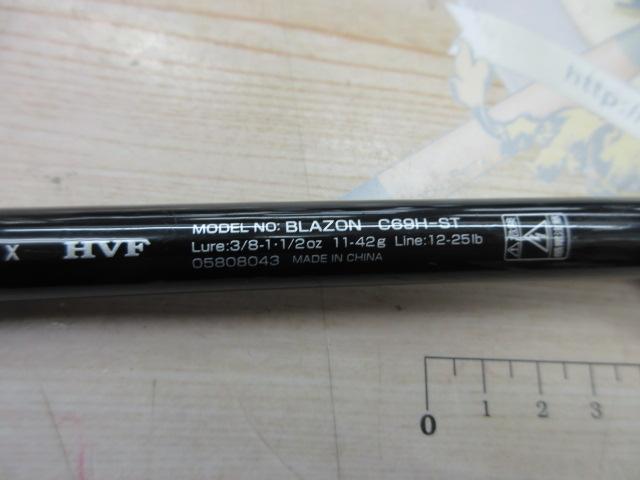 http://
X HVF
MODEL NO: BLAZON C69H-ST
Lure:3/8-1・1/2oz 11-42g Line:12-25lb
05808043 MADE IN CHINA
0 1 2 3